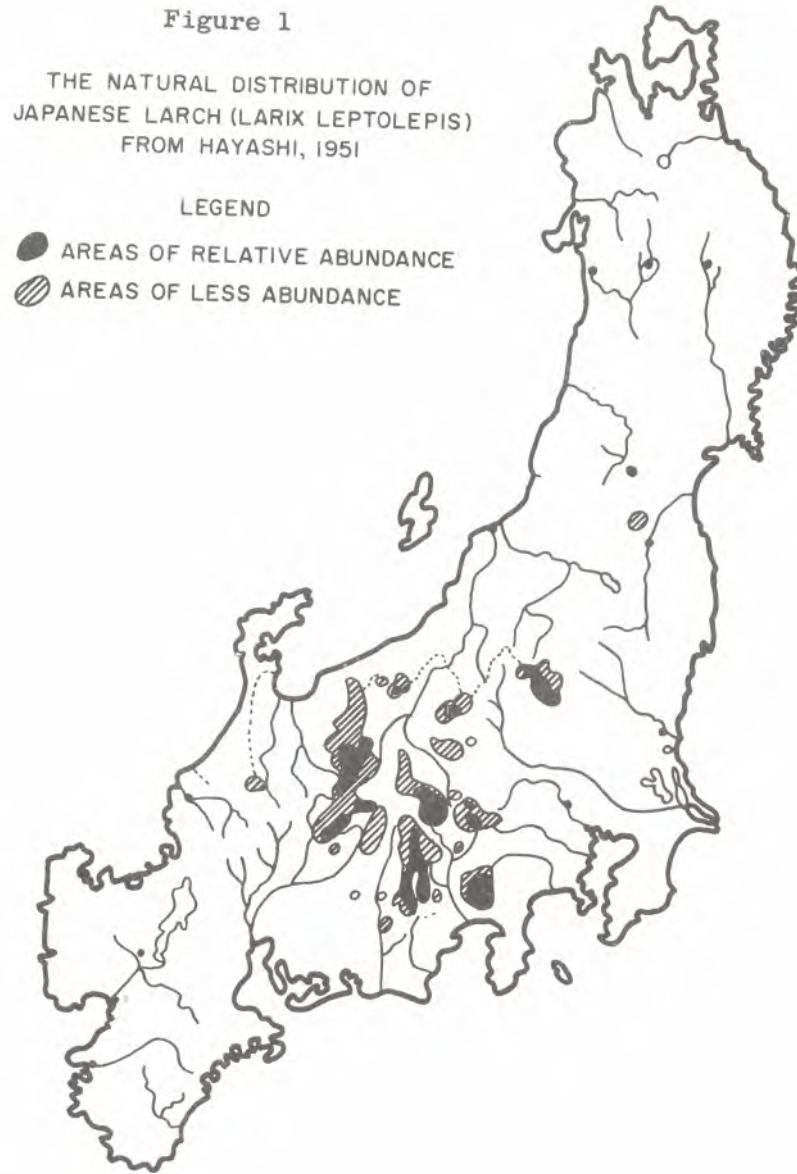 Figure 1
THE NATURAL DISTRIBUTION OF
JAPANESE LARCH (LARIX LEPTOLEPIS)
FROM HAYASHI, 1951
LEGEND
AREAS OF RELATIVE ABUNDANCE
AREAS OF LESS ABUNDANCE